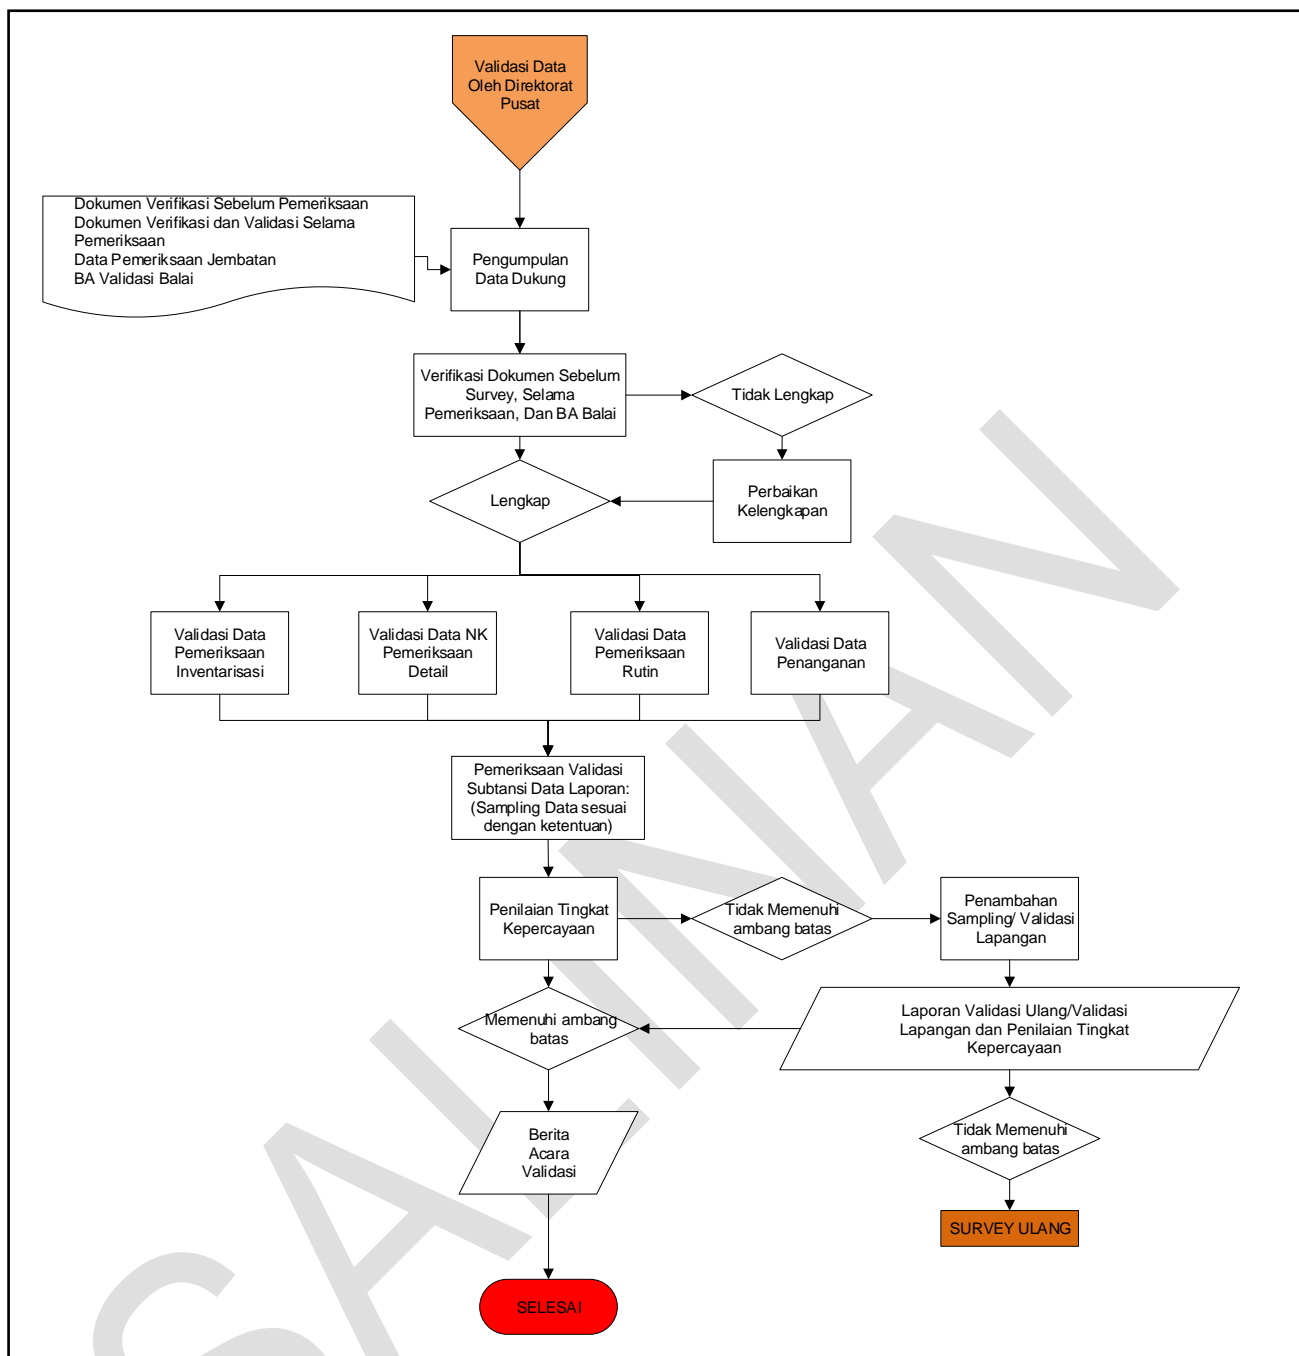 Validasi Data
Oleh Direktorat
Pusat
Dokumen Verifikasi Sebelum Pemeriksaan
Dokumen Verifikasi dan Validasi Selama
Pemeriksaan
Data Pemeriksaan Jembatan
BA Validasi Balai
Pengumpulan
Data Dukung
Verifikasi Dokumen Sebelum
Survey, Selama
Pemeriksaan, Dan BA Balai
Tidak Lengkap
Lengkap
Perbaikan
Kelengkapan
Validasi Data
Pemeriksaan
Inventarisasi
Validasi Data NK
Pemeriksaan
Detail
Validasi Data
Pemeriksaan
Rutin
Validasi Data
Penanganan
Pemeriksaan Validasi
Subtansi Data Laporan:
(Sampling Data sesuai
dengan ketentuan)
Penilaian Tingkat
Kepercayaan
Tidak Memenuhi
ambang batas
Penambahan
Sampling/ Validasi
Lapangan
Memenuhi ambang
batas
Laporan Validasi Ulang/Validasi
Lapangan dan Penilaian Tingkat
Kepercayaan
Berita
Acara
Validasi
Tidak Memenuhi
ambang batas
SURVEY ULANG
SELESAI
SALINAN